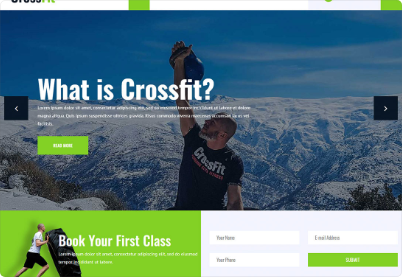 CrossFit
What is Crossfit?
Lorem ipsum dolor sit amet, consectetur adipiscing elit, sed do eiusmod tempor incididunt ut labore et dolore
magna aliqua. Quis ipsum suspendisse ultrices gravida. Risus commodo viverra maecenas accumsan lacus vel
facilisis.
READ MORE
CrossFit
Book Your First Class
Lorem ipsum dolor sit amet, consectetur adipiscing elit, sed do eiusmod
tempor incididunt ut labore.
Your Name
E-mail Address
Your Phone
SUBMIT